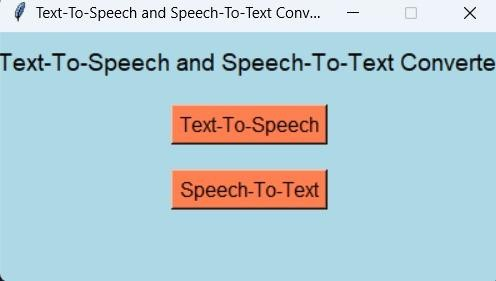 Text-To-Speech and Speech-To-Text Conv...
Text-To-Speech and Speech-To-Text Converte
Text-To-Speech
Speech-To-Text